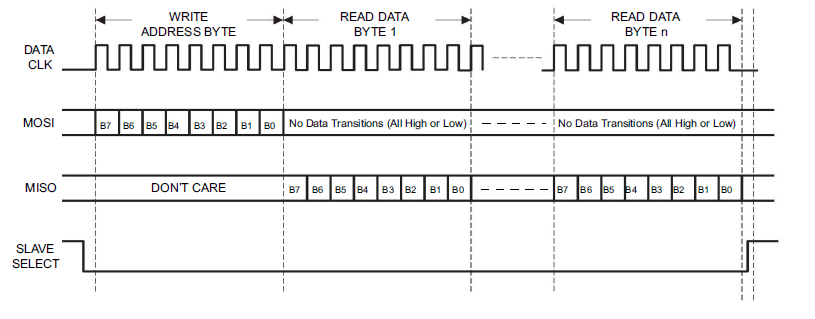 WRITE
ADDRESS BYTE
READ DATA
BYTE 1
READ DATA
BYTE n
DATA
CLK
MOSI
B7 B6 B5 B4 B3 B2 B1 B0
No Data Transitions (All High or Low)
No Data Transitions (All High or Low)
MISO
DON'T CARE
B7 B6 B5 B4 B3 B2 B1 B0
B7 B6 B5 B4 B3 B2 B1 B0
SLAVE
SELECT